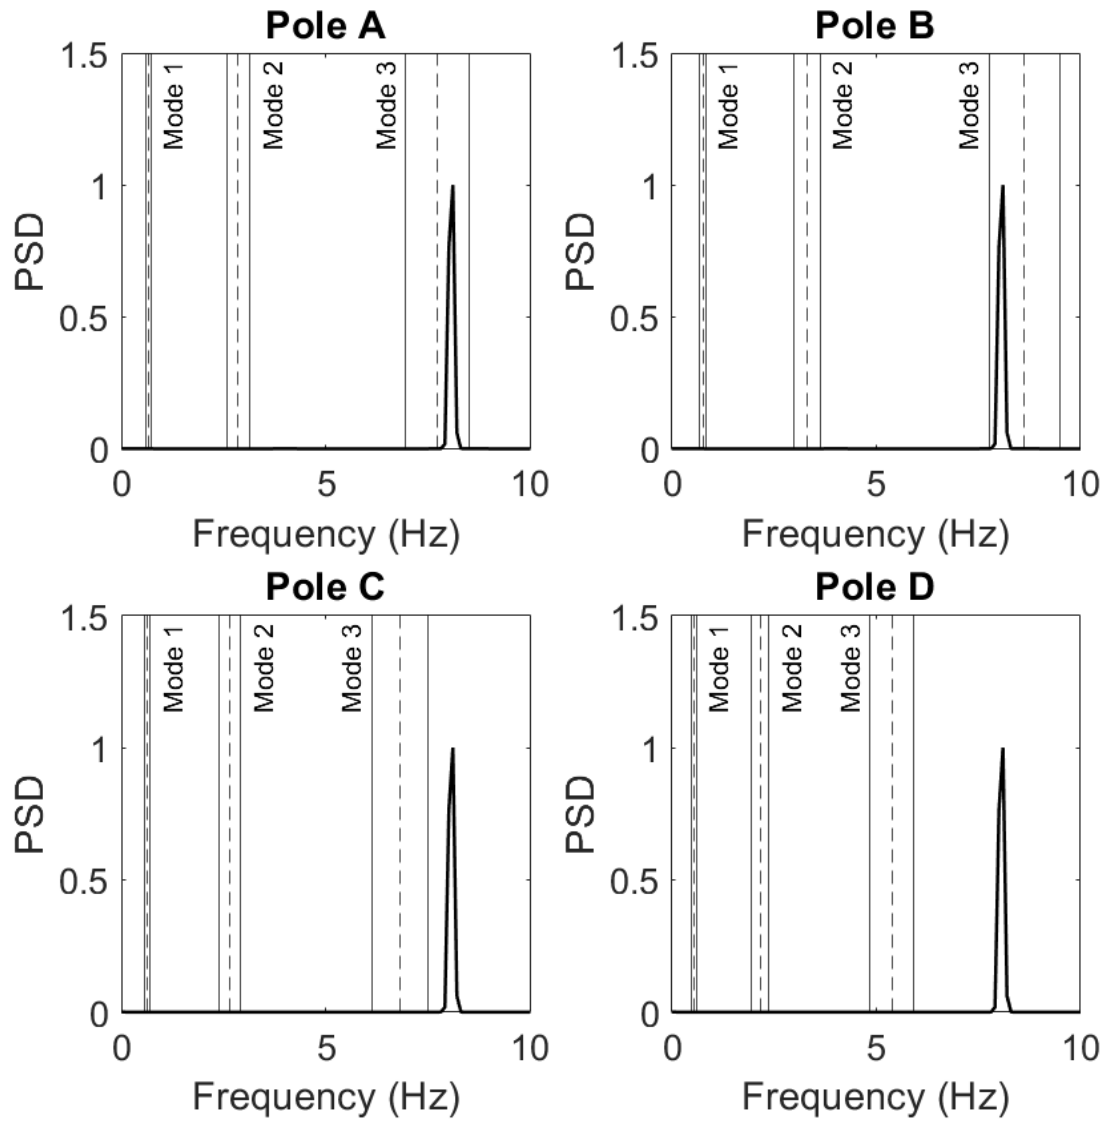 Pole A
1.5
1
0.5
0
PSD
Mode 1
Mode 2
Mode 3
0 5 10
Frequency (Hz)
Pole B
1.5
1
0.5
0
PSD
Mode 1
Mode 2
Mode 3
0 5 10
Frequency (Hz)
Pole C
1.5
1
0.5
0
PSD
Mode 1
Mode 2
Mode 3
0 5 10
Frequency (Hz)
Pole D
1.5
1
0.5
0
PSD
Mode 1
Mode 2
Mode 3
0 5 10
Frequency (Hz)